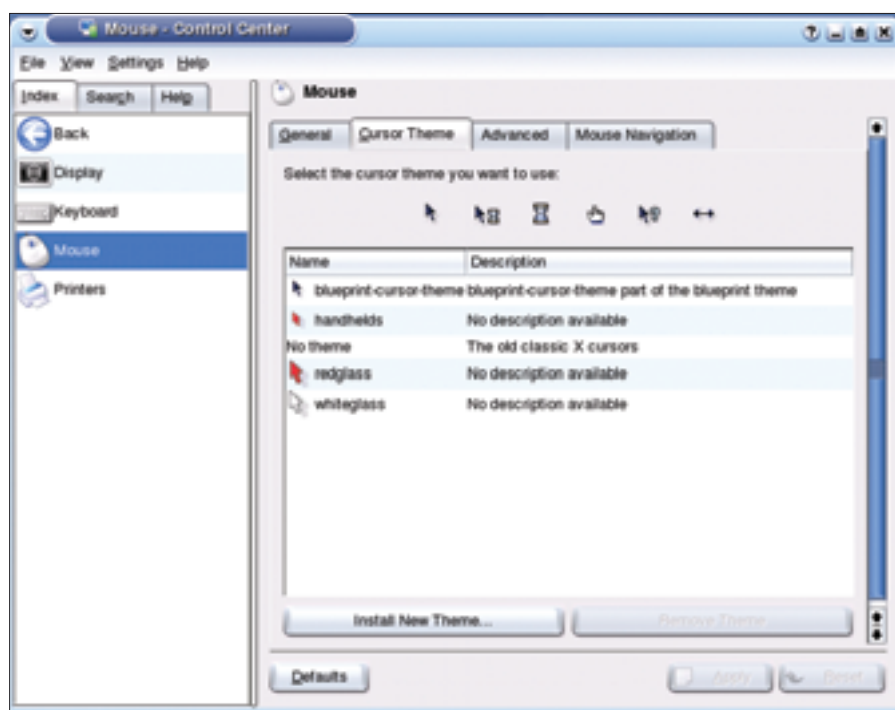 Mouse - Control Center
File View Settings Help
Index Search Help
Back
Display
Keyboard
Mouse
Printers
Mouse
General Cursor Theme Advanced Mouse Navigation
Select the cursor theme you want to use:
Name Description
blueprint-cursor-theme blueprint-cursor-theme part of the blueprint theme
handhelds No description available
No theme The old classic X cursors
redglass No description available
whiteglass No description available
Install New Theme... Remove Theme
Defaults Apply Reset